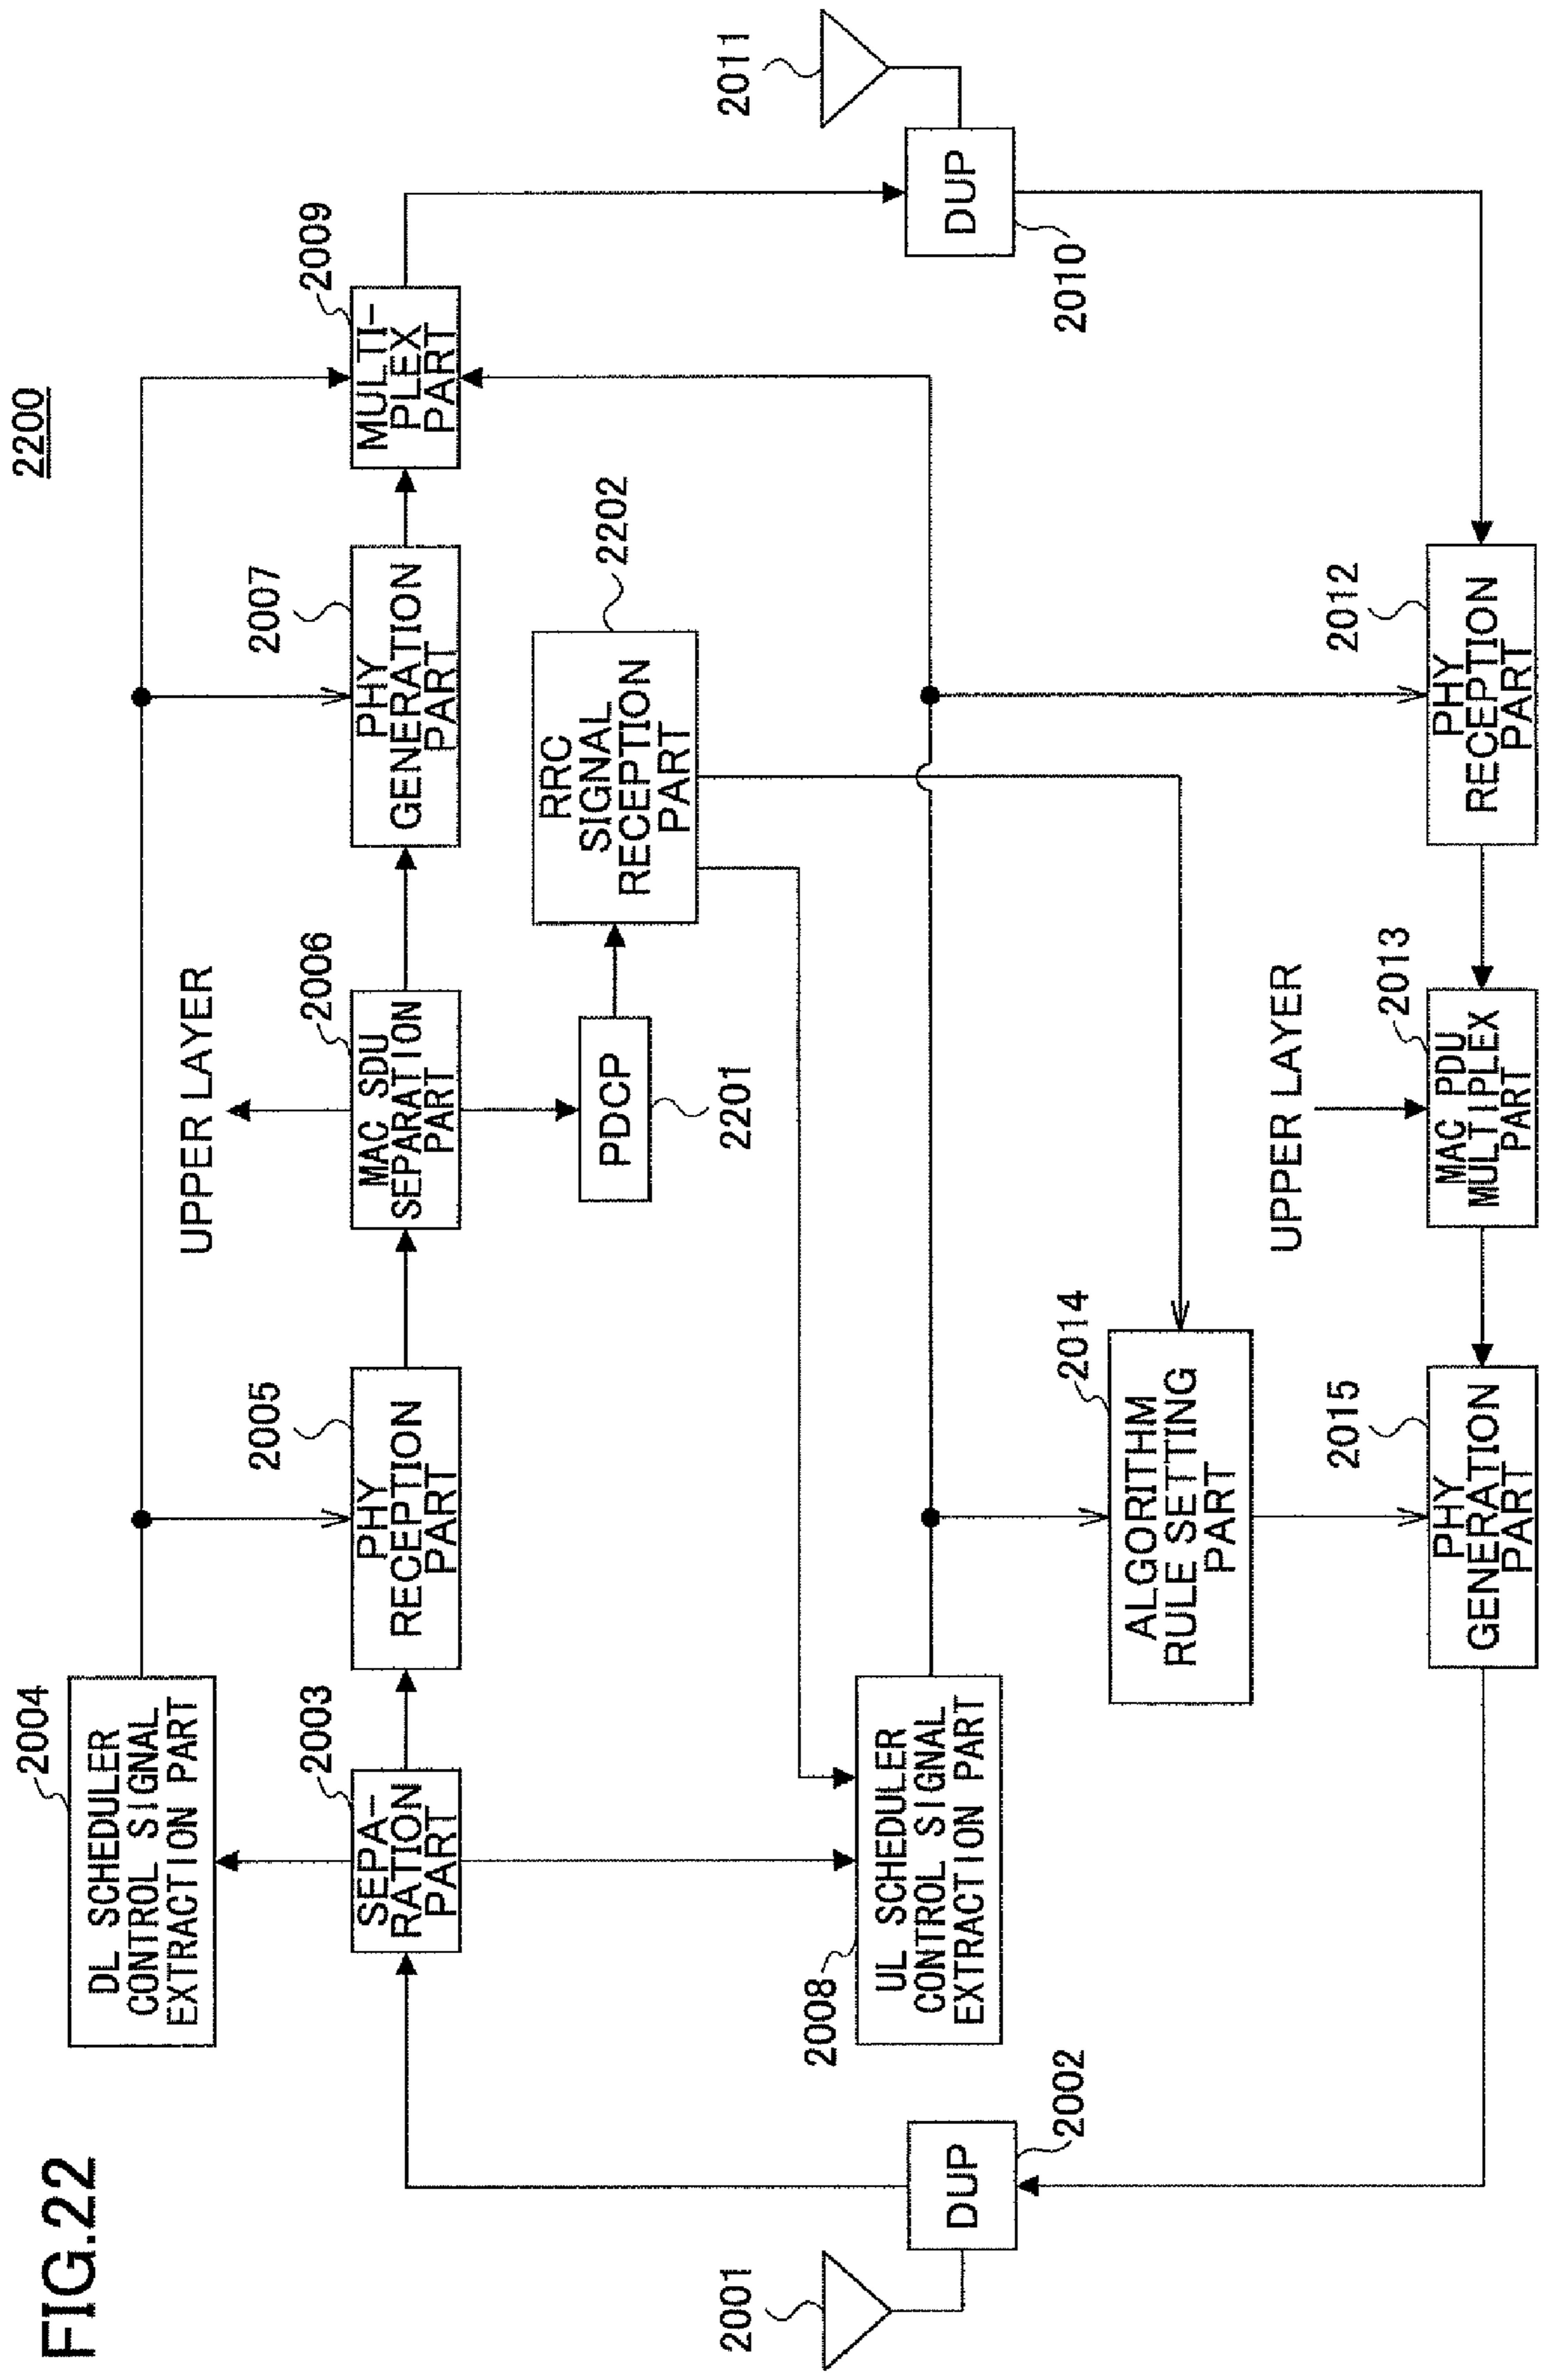 FIG.22
2200
2004
DL SCHEDULER
CONTROL SIGNAL
EXTRACTION PART
UPPER LAYER
2003
SEPA-
RATION
PART
2005
PHY
RECEPTION
PART
2006
MAC SDU
SEPARATION
PART
2007
PHY
GENERATION
PART
2009
MULTI-
PLEX
PART
PDCP
2201
RRC
SIGNAL
RECEPTION
PART
2202
2001
DUP
2002
2008
UL SCHEDULER
CONTROL SIGNAL
EXTRACTION PART
2011
DUP
2010
ALGORITHM
RULE SETTING
PART
2014
UPPER LAYER
2015
PHY
GENERATION
PART
2013
MAC PDU
MULTIPLEX
PART
2012
PHY
RECEPTION
PART